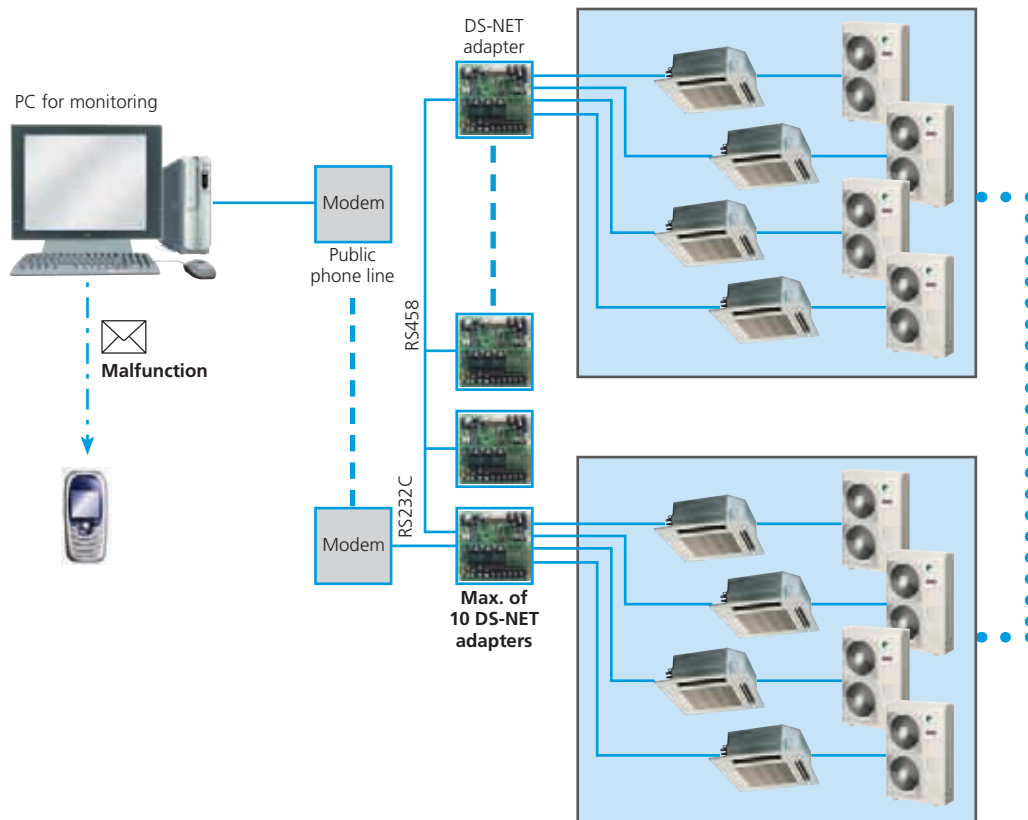 DS-NET
adapter
PC for monitoring
Modem
Public
phone line
RS458
Malfunction
RS232C
Modem
Max. of
10 DS-NET
adapters